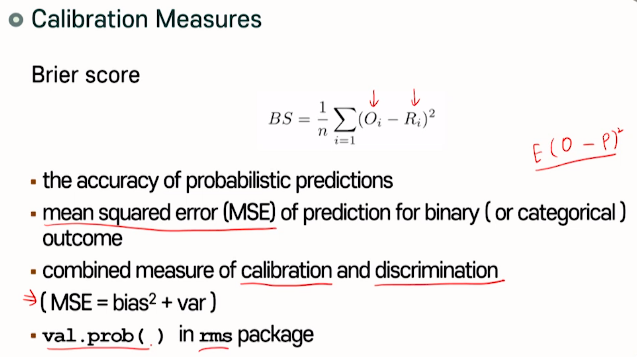 Calibration Measures
Brier score
BS = \frac{1}{n} \sum_{i=1} (O_i - R_i)^2
E(O - P)^2
▪ the accuracy of probabilistic predictions
▪ mean squared error (MSE) of prediction for binary ( or categorical )
outcome
▪ combined measure of calibration and discrimination
( MSE = bias² + var )
▪ val.prob( ) in rms package